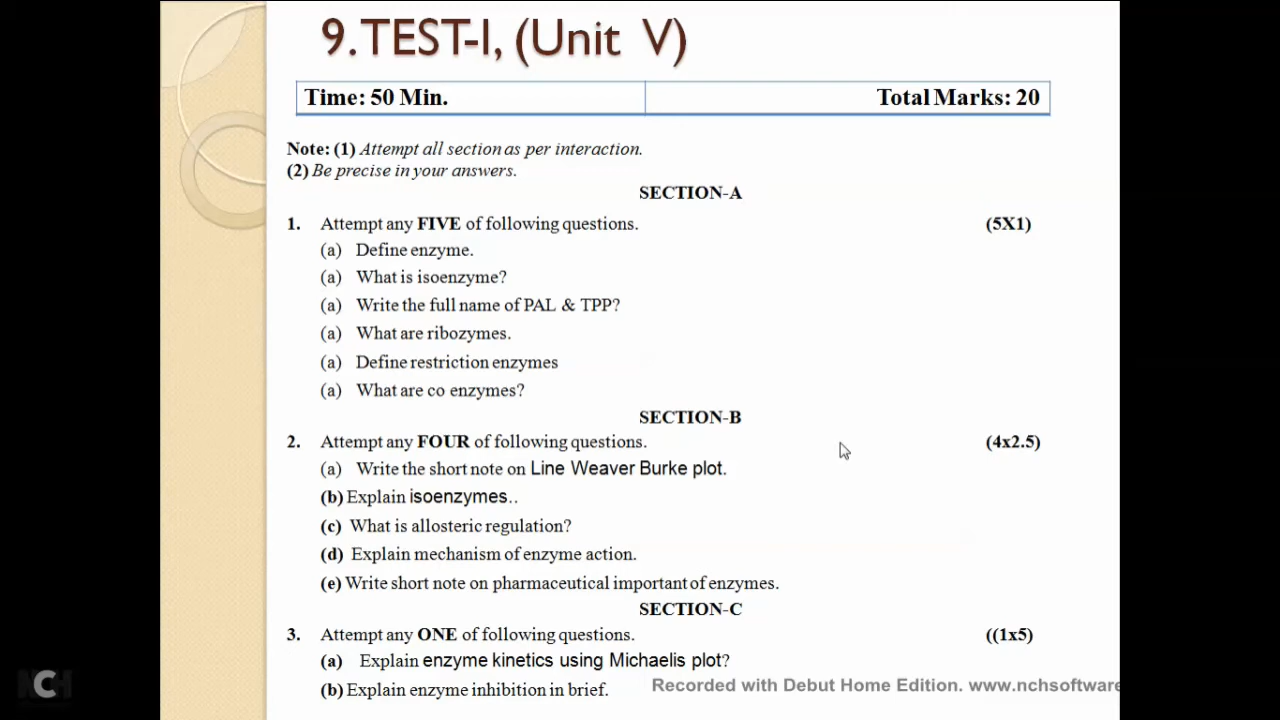 9.TEST-I, (Unit V)
Time: 50 Min. Total Marks: 20
Note: (1) Attempt all section as per interaction.
(2) Be precise in your answers.
SECTION-A
1. Attempt any FIVE of following questions. (5X1)
(a) Define enzyme.
(a) What is isoenzyme?
(a) Write the full name of PAL & TPP?
(a) What are ribozymes.
(a) Define restriction enzymes
(a) What are co enzymes?
SECTION-B
2. Attempt any FOUR of following questions. (4x2.5)
(a) Write the short note on Line Weaver Burke plot.
(b) Explain isoenzymes..
(c) What is allosteric regulation?
(d) Explain mechanism of enzyme action.
(e) Write short note on pharmaceutical important of enzymes.
SECTION-C
3. Attempt any ONE of following questions. ((1x5)
(a) Explain enzyme kinetics using Michaelis plot?
(b) Explain enzyme inhibition in brief.
Recorded with Debut Home Edition. www.nchsoftware
NCH